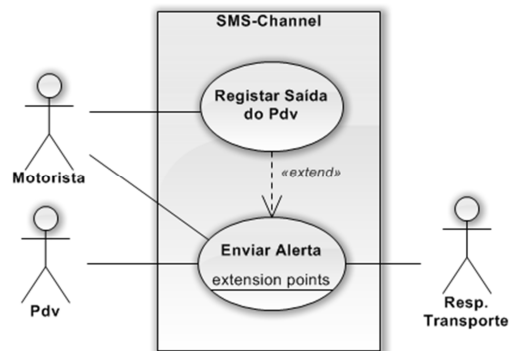 SMS-Channel
Registar Saída
do Pdv
«extend»
Motorista
Enviar Alerta
extension points
Pdv
Resp.
Transporte